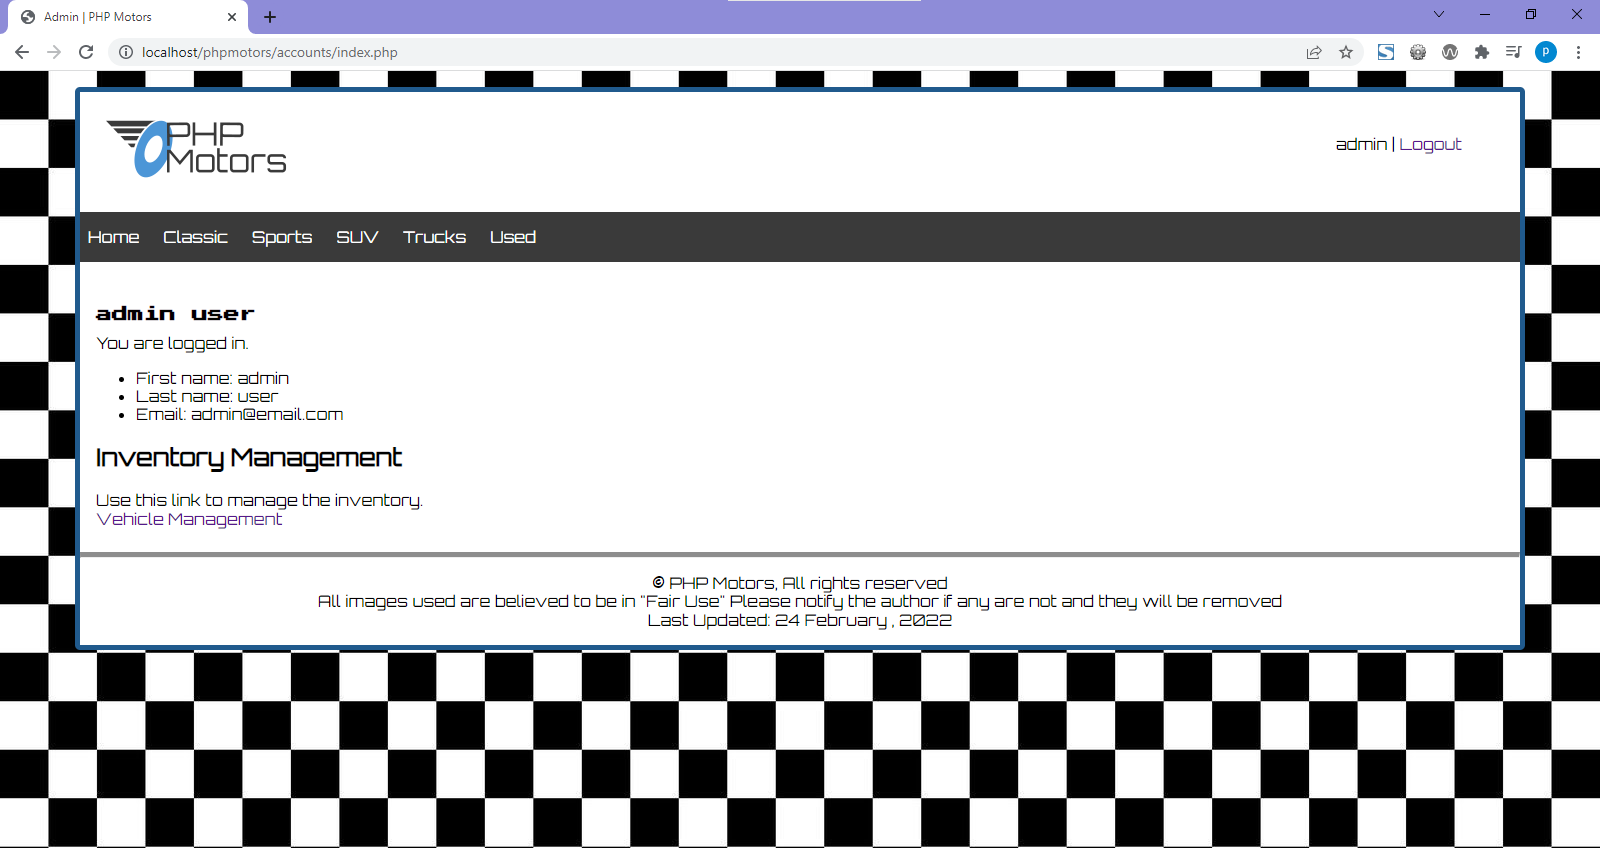 Admin | PHP Motors
localhost/phpmotors/accounts/index.php
P
PHP
Motors
admin | Logout
Home Classic Sports SUV Trucks Used
admin user
You are logged in.
• First name: admin
• Last name: user
• Email: admin@email.com
Inventory Management
Use this link to manage the inventory.
Vehicle Management
© PHP Motors, All rights reserved
All images used are believed to be in "Fair Use" Please notify the author if any are not and they will be removed
Last Updated: 24 February , 2022